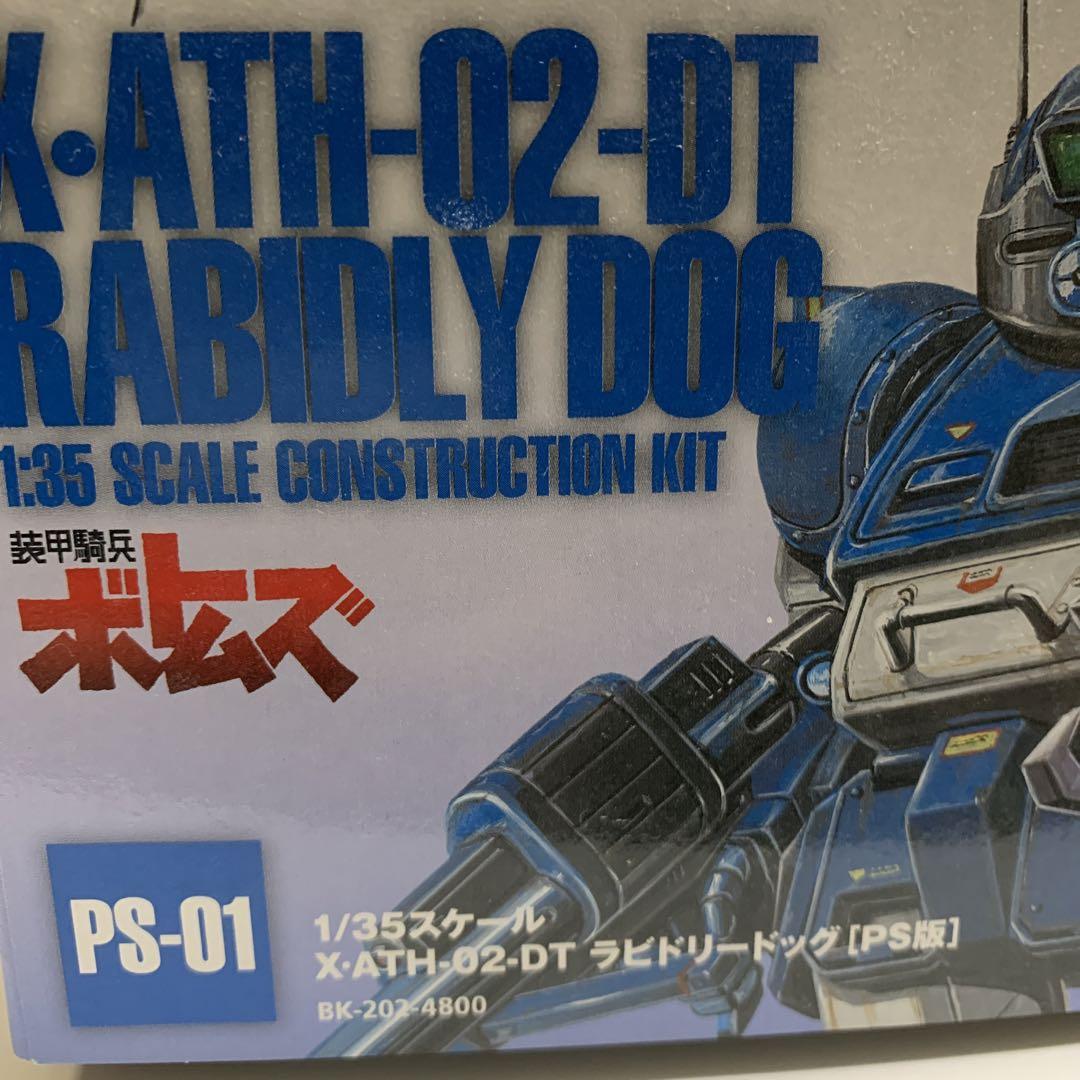 X·ATH-02-DT
RABIDLY DOG
1:35 SCALE CONSTRUCTION KIT
装甲騎兵
ボトムズ
PS-01
1/35スケール
X·ATH-02-DT ラビドリードッグ[PS版]
BK-202-4800